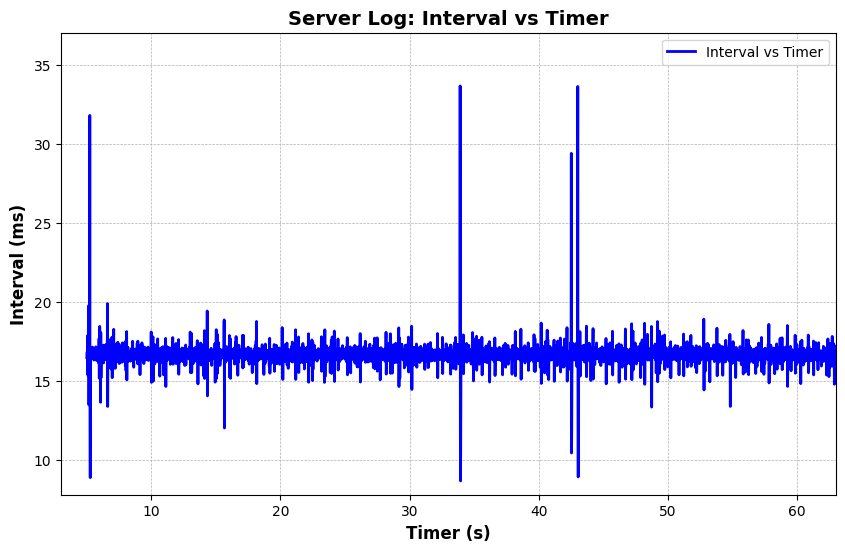 Server Log: Interval vs Timer
Interval vs Timer
35
30
25
20
15
10
Interval (ms)
10 20 30 40 50 60
Timer (s)